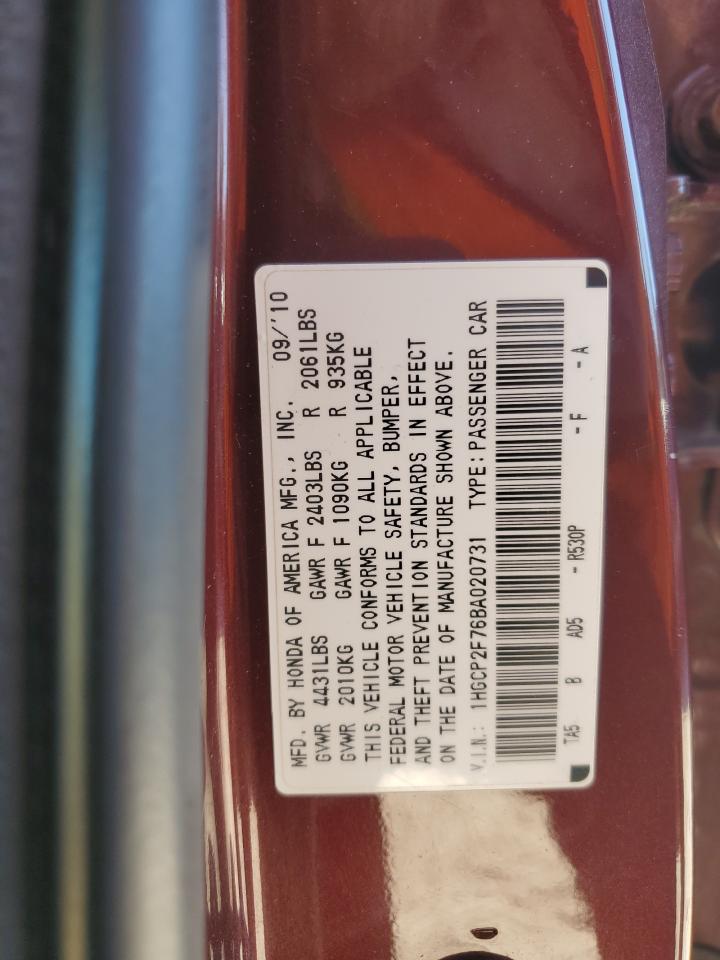 MFD. BY HONDA OF AMERICA MFG., INC. 09/'10
GVWR 4431LBS GAWR F 2403LBS R 2061LBS
GVWR 2010KG GAWR F 1090KG R 935KG
THIS VEHICLE CONFORMS TO ALL APPLICABLE
FEDERAL MOTOR VEHICLE SAFETY, BUMPER,
AND THEFT PREVENTION STANDARDS IN EFFECT
ON THE DATE OF MANUFACTURE SHOWN ABOVE.
V.I.N.: 1HGCP2F76BA020731 TYPE: PASSENGER CAR
TA5 B AD5 - R530P - F - A